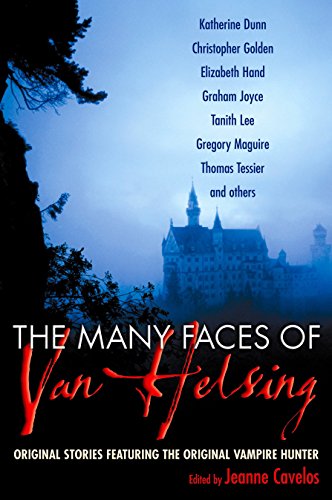 Katherine Dunn
Christopher Golden
Elizabeth Hand
Graham Joyce
Tanith Lee
Gregory Maguire
Thomas Tessier
and others
THE MANY FACES OF
Van Helsing
ORIGINAL STORIES FEATURING THE ORIGINAL VAMPIRE HUNTER
Edited by Jeanne Cavelos